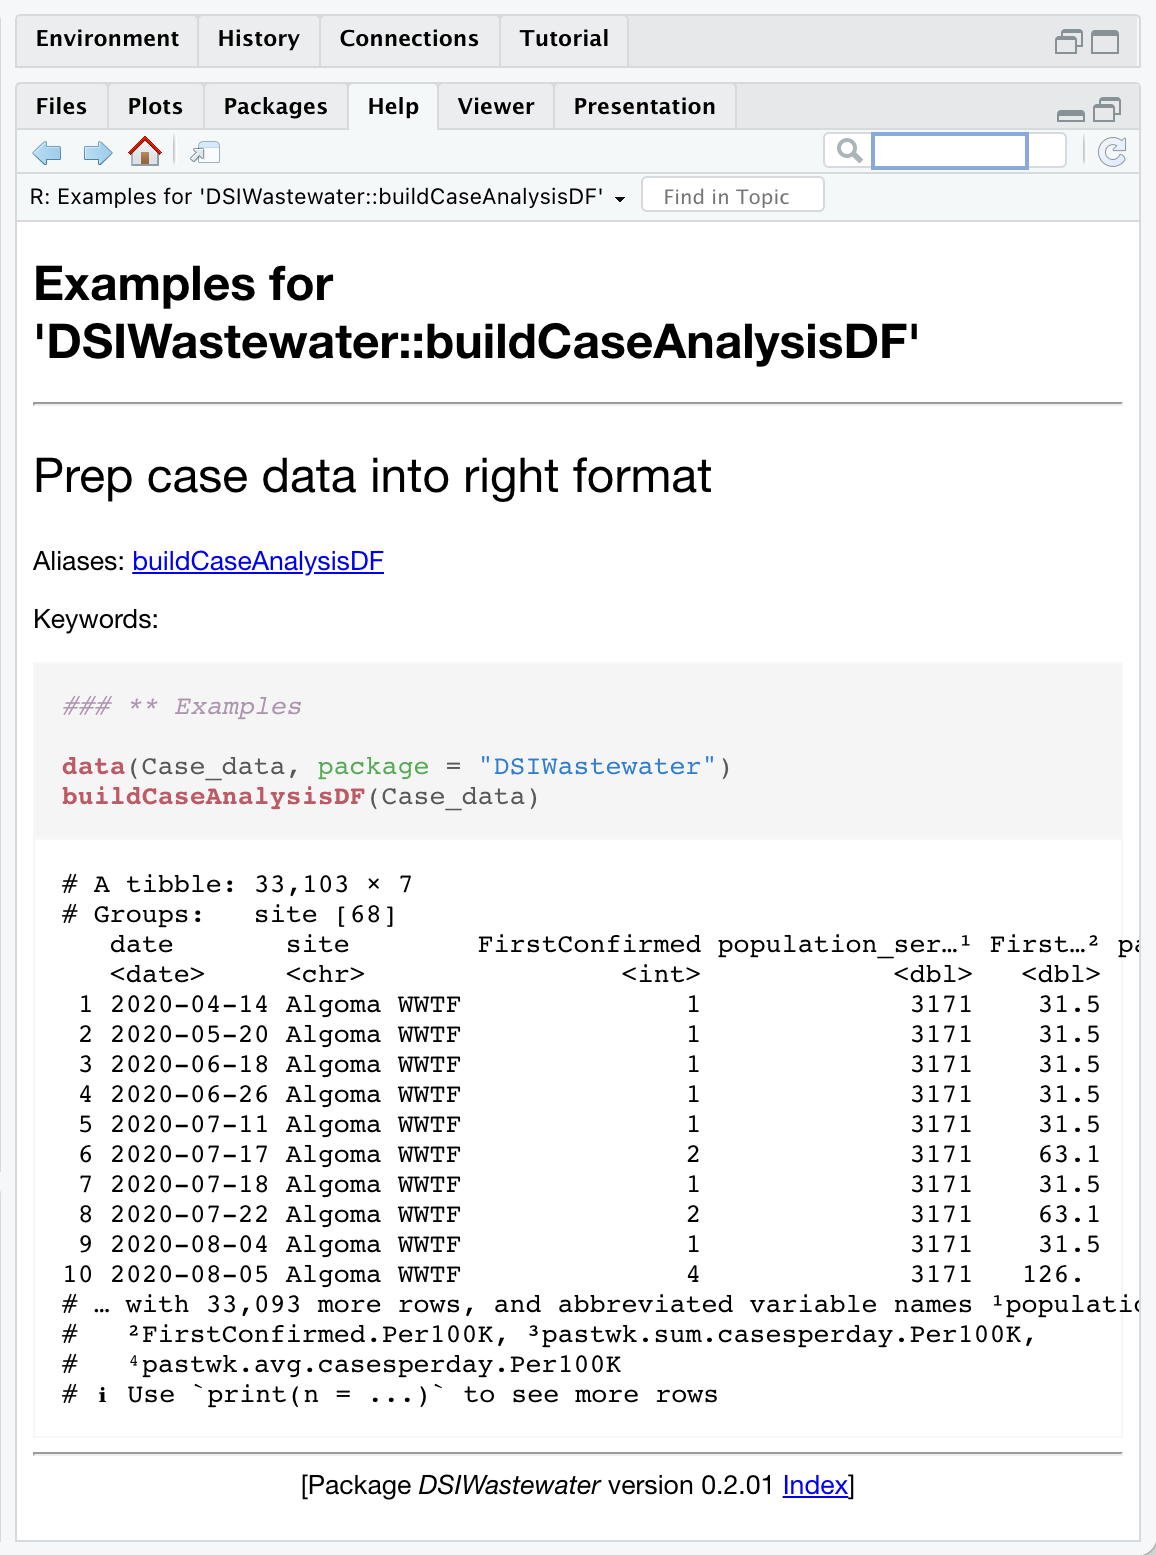 Environment History Connections Tutorial
Files Plots Packages Help Viewer Presentation
R: Examples for 'DSIWastewater::buildCaseAnalysisDF' Find in Topic
Examples for
'DSIWastewater::buildCaseAnalysisDF'
Prep case data into right format
Aliases: buildCaseAnalysisDF
Keywords:
### ** Examples
data(Case_data, package = "DSIWastewater")
buildCaseAnalysisDF(Case_data)
# A tibble: 33,103 × 7
# Groups:   site [68]
date site FirstConfirmed population_ser…¹ First…² pa
<date> <chr> <int> <dbl> <dbl>
1 2020-04-14 Algoma WWTF 1 3171 31.5
2 2020-05-20 Algoma WWTF 1 3171 31.5
3 2020-06-18 Algoma WWTF 1 3171 31.5
4 2020-06-26 Algoma WWTF 1 3171 31.5
5 2020-07-11 Algoma WWTF 1 3171 31.5
6 2020-07-17 Algoma WWTF 2 3171 63.1
7 2020-07-18 Algoma WWTF 1 3171 31.5
8 2020-07-22 Algoma WWTF 2 3171 63.1
9 2020-08-04 Algoma WWTF 1 3171 31.5
10 2020-08-05 Algoma WWTF 4 3171 126.
# … with 33,093 more rows, and abbreviated variable names ¹populatio
#   ²FirstConfirmed.Per100K, ³pastwk.sum.casesperday.Per100K,
#   ⁴pastwk.avg.casesperday.Per100K
# ℹ Use `print(n = ...)` to see more rows
[Package DSIWastewater version 0.2.01 Index]